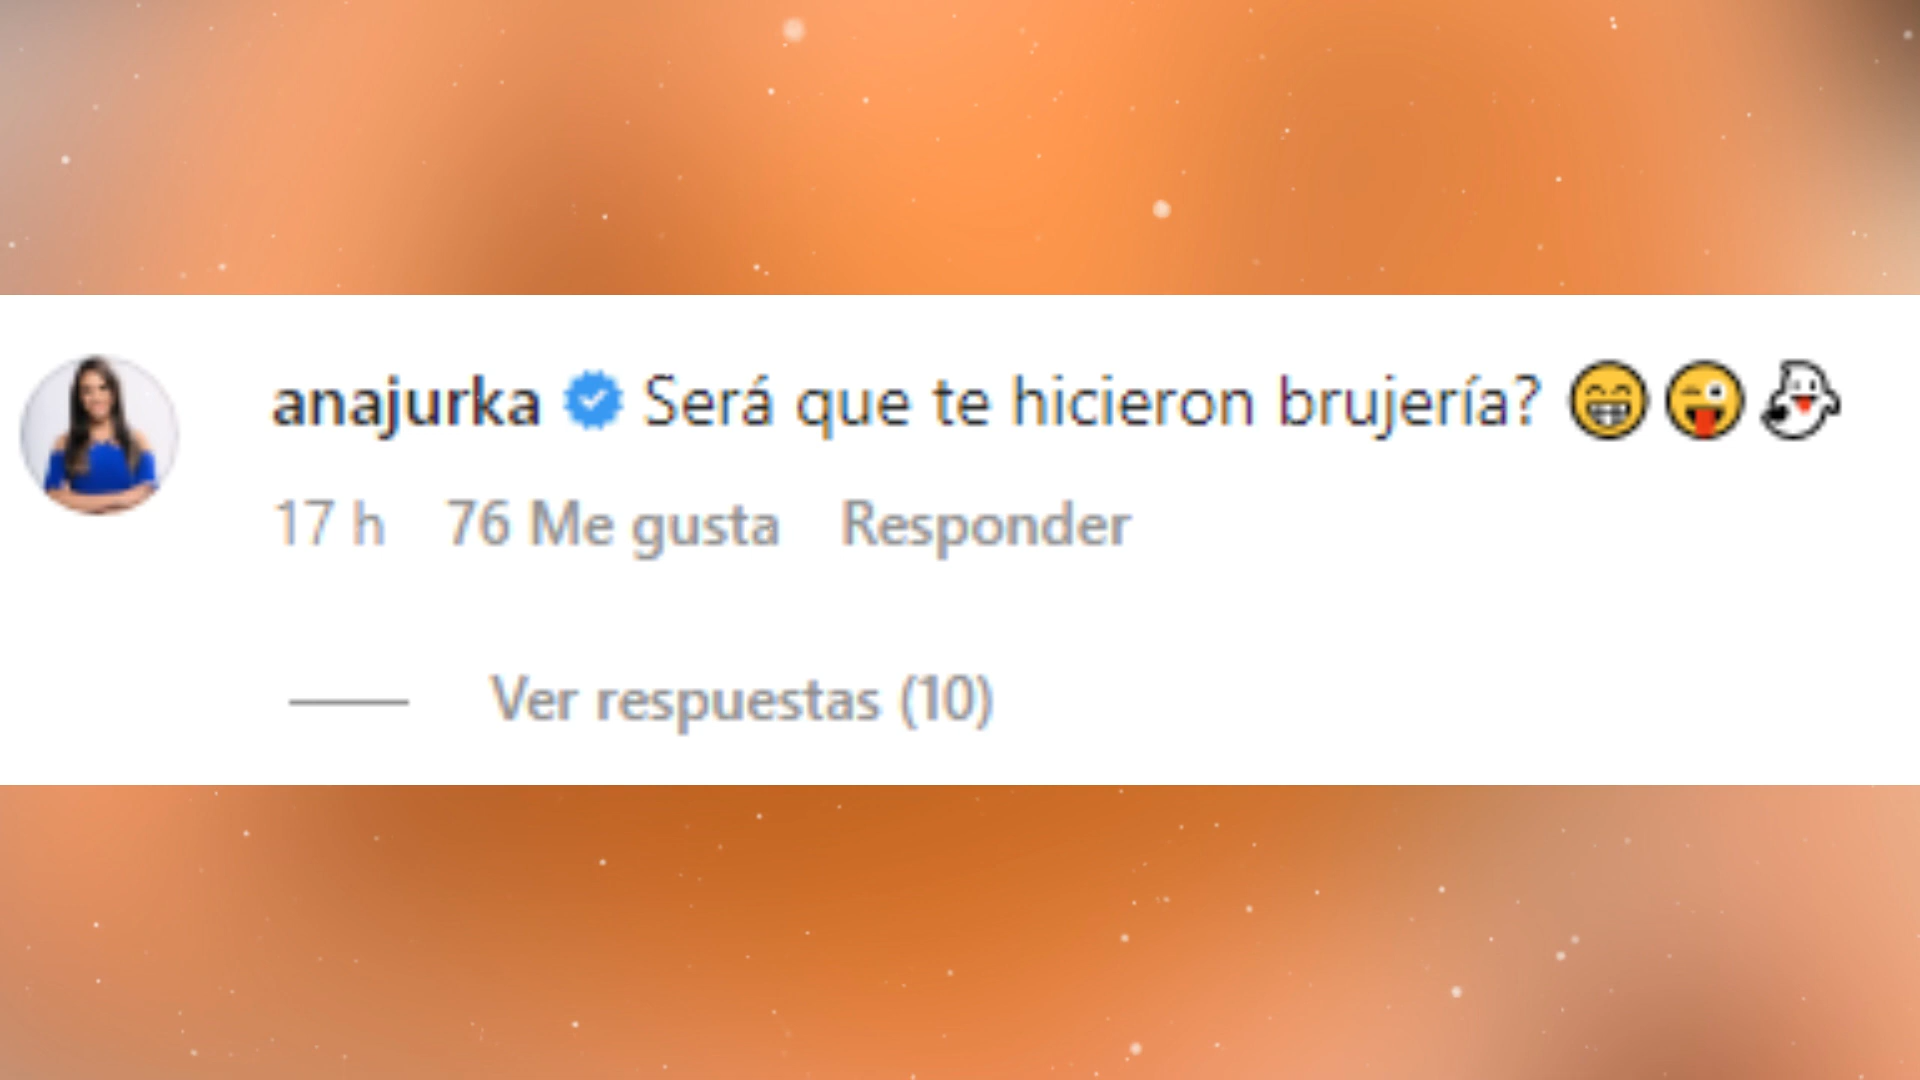 anajurka Será que te hicieron brujería? 😁😜👻
17 h 76 Me gusta Responder
Ver respuestas (10)